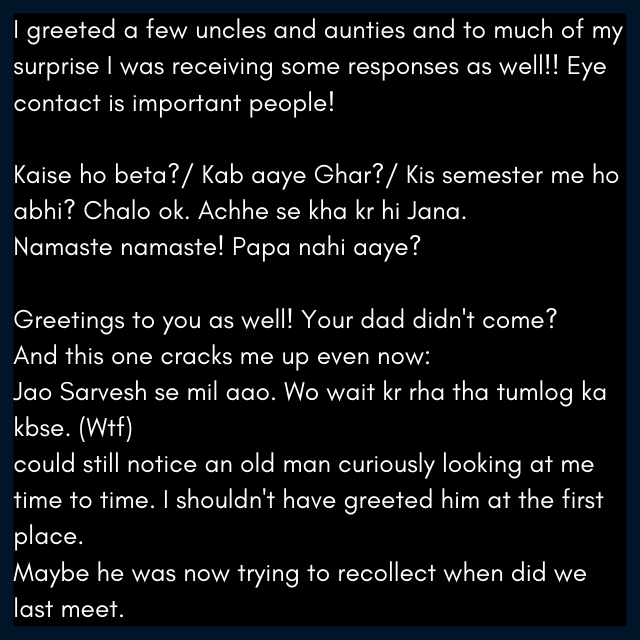 I greeted a few uncles and aunties and to much of my
surprise I was receiving some responses as well!! Eye
contact is important people!

Kaise ho beta?/ Kab aaye Ghar?/ Kis semester me ho
abhi? Chalo ok. Achhe se kha kr hi Jana.
Namaste namaste! Papa nahi aaye?

Greetings to you as well! Your dad didn't come?
And this one cracks me up even now:
Jao Sarvesh se mil aao. Wo wait kr rha tha tumlog ka
kbse. (Wtf)
could still notice an old man curiously looking at me
time to time. I shouldn't have greeted him at the first
place.
Maybe he was now trying to recollect when did we
last meet.